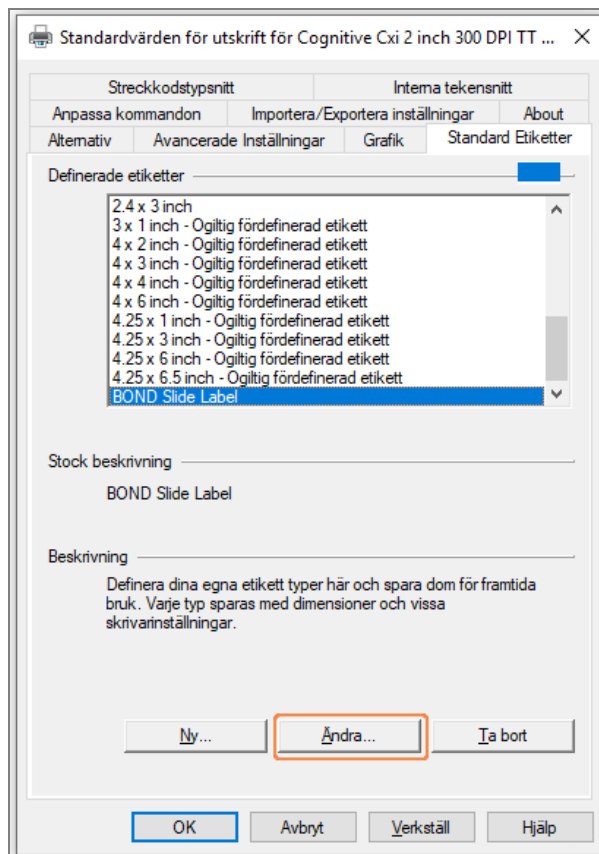 Standardvärden för utskrift för Cognitive Cxi 2 inch 300 DPI TT ...
Streckkodstypsnitt Interna tekensnitt
Anpassa kommandon Importera/Exportera inställningar About
Alternativ Avancerade Inställningar Grafik Standard Etiketter
Definerade etiketter
2.4 x 3 inch
3 x 1 inch - Ogiltig fördefinerad etikett
4 x 2 inch - Ogiltig fördefinerad etikett
4 x 3 inch - Ogiltig fördefinerad etikett
4 x 4 inch - Ogiltig fördefinerad etikett
4 x 6 inch - Ogiltig fördefinerad etikett
4.25 x 1 inch - Ogiltig fördefinerad etikett
4.25 x 3 inch - Ogiltig fördefinerad etikett
4.25 x 6 inch - Ogiltig fördefinerad etikett
4.25 x 6.5 inch - Ogiltig fördefinerad etikett
BOND Slide Label
Stock beskrivning
BOND Slide Label
Beskrivning
Definera dina egna etikett typer här och spara dom för framtida
bruk. Varje typ sparas med dimensioner och vissa
skrivarinställningar.
Ny... Ändra... Ta bort
OK Avbryt Verkställ Hjälp